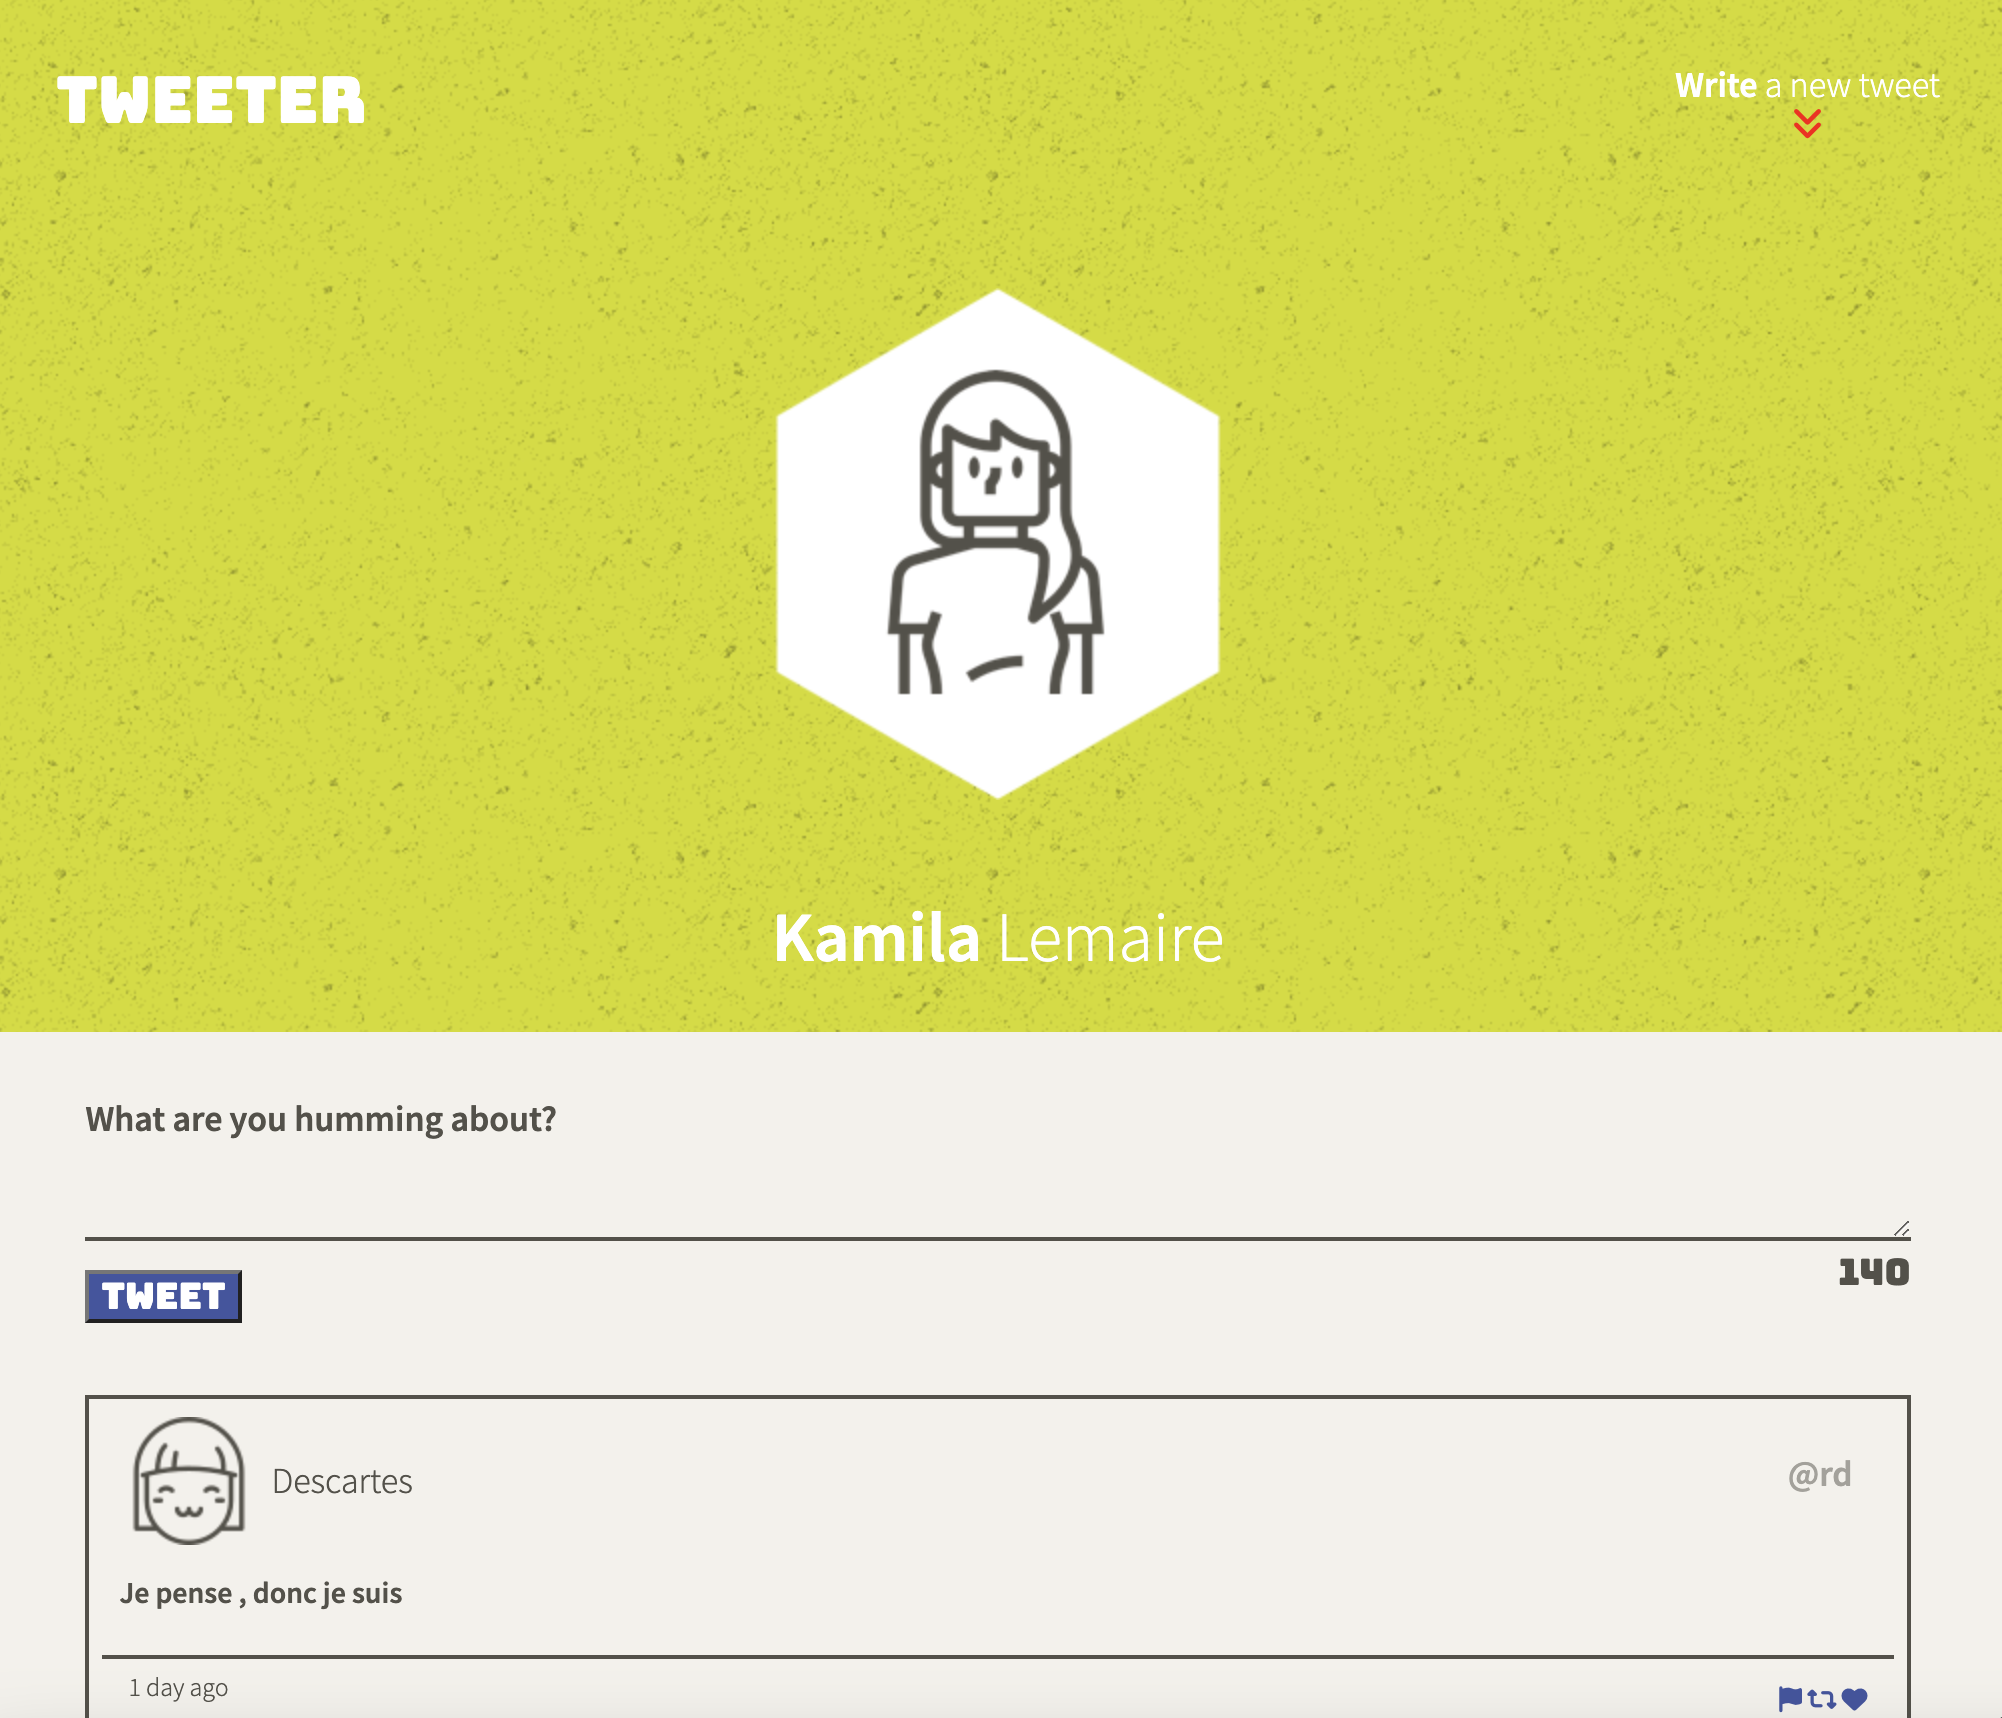 TWEETER
Write a new tweet
Kamila Lemaire
What are you humming about?
TWEET
140
Descartes
@rd
Je pense , donc je suis
1 day ago